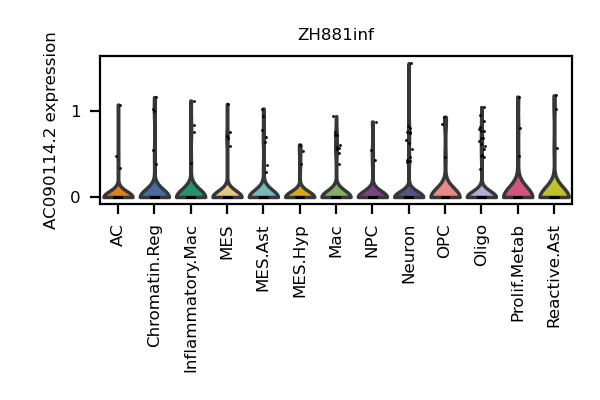 ZH881inf
AC090114.2 expression
1
0
AC
Chromatin.Reg
Inflammatory.Mac
MES
MES.Ast
MES.Hyp
Mac
NPC
Neuron
OPC
Oligo
Prolif.Metab
Reactive.Ast